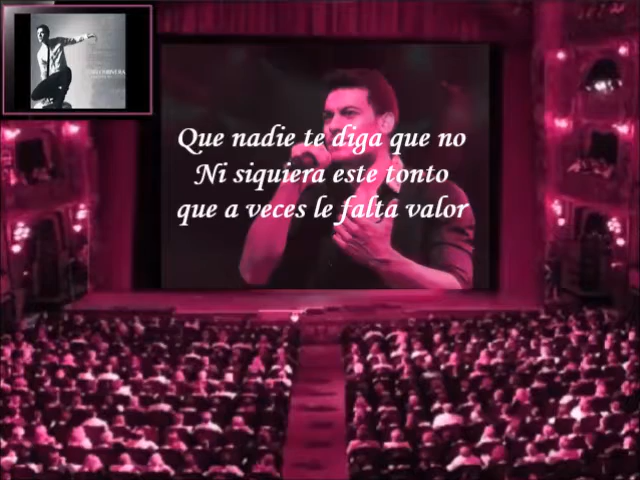 Que nadie te diga que no
Ni siquiera este tonto
que a veces le falta valor